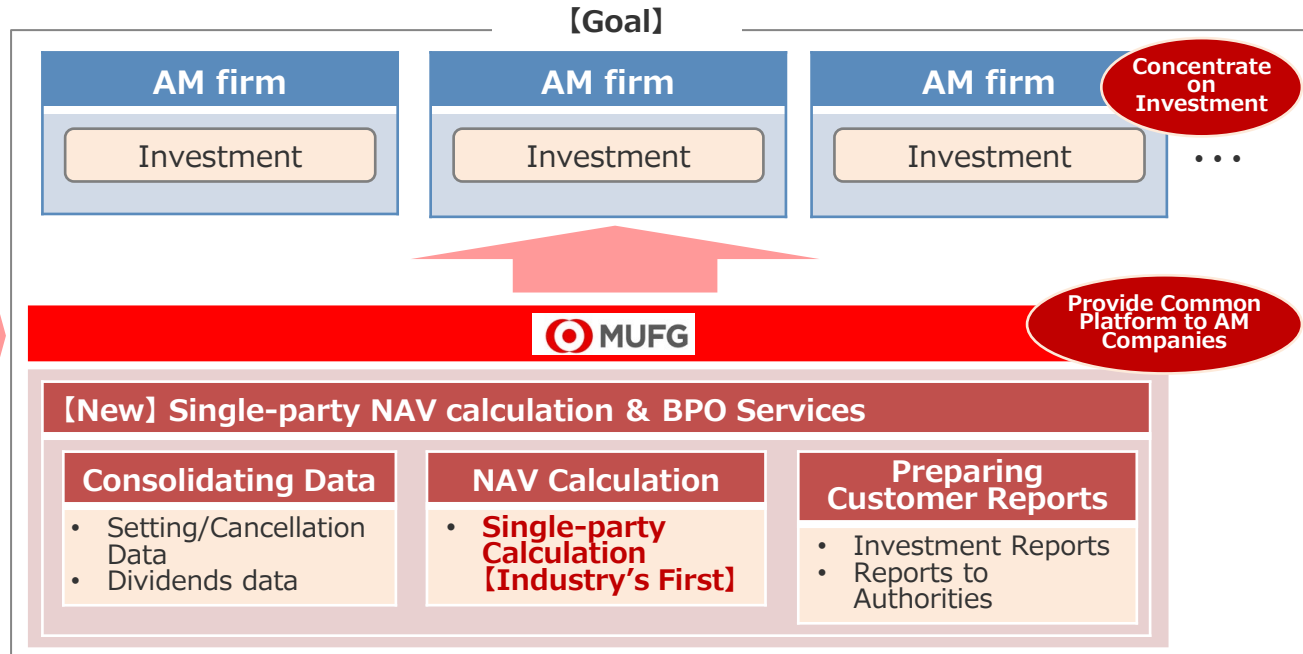 【Goal】
AM firm
AM firm
AM firm
Concentrate
on
Investment
Investment
Investment
Investment
・・・
MUFG
Provide Common
Platform to AM
Companies
【New】Single-party NAV calculation & BPO Services
Consolidating Data
• Setting/Cancellation
Data
• Dividends data
NAV Calculation
• Single-party
Calculation
【Industry’s First】
Preparing
Customer Reports
• Investment Reports
• Reports to
Authorities